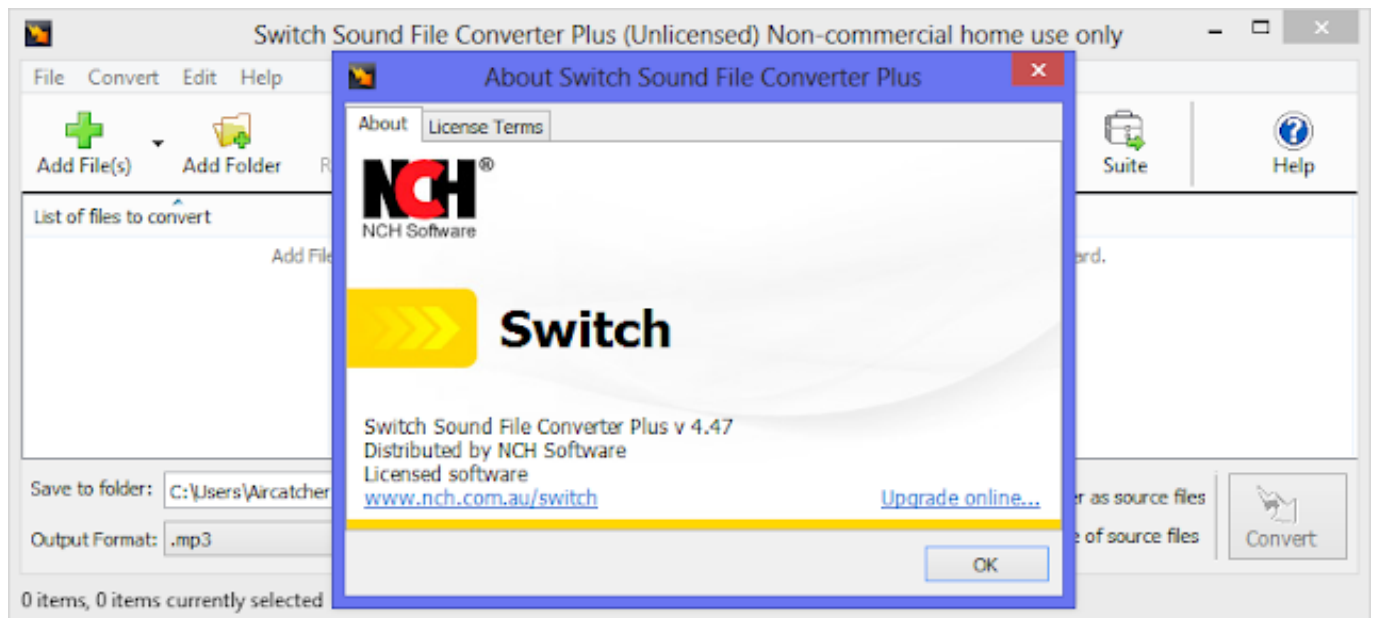 Switch Sound File Converter Plus (Unlicensed) Non-commercial home use only
File Convert Edit Help
About Switch Sound File Converter Plus
Add File(s)
Add Folder
Suite
Help
About
License Terms
NCH®
NCH Software
List of files to convert
Add
Switch
Switch Sound File Converter Plus v 4.47
Distributed by NCH Software
Licensed software
www.nch.com.au/switch
Upgrade online...
Save to folder: C:\Users\Aircatcher
as source files
Output Format: .mp3
of source files
Convert
OK
0 items, 0 items currently selected